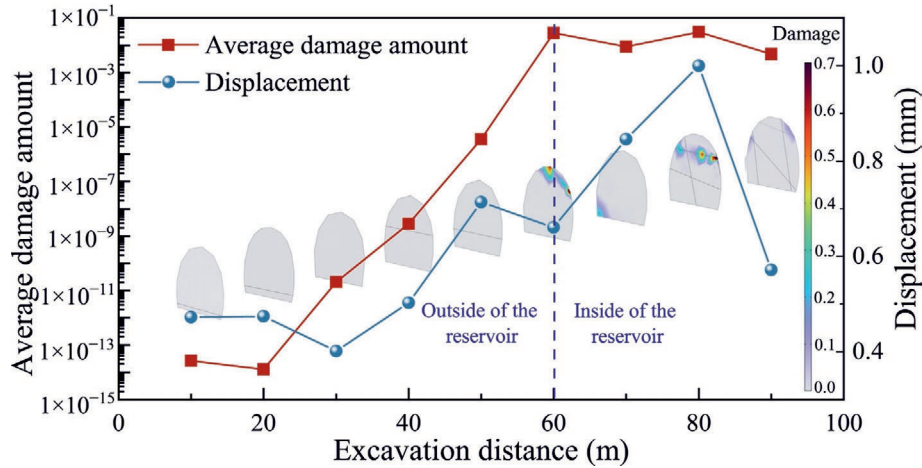 1×10⁻¹
1×10⁻³
1×10⁻⁵
1×10⁻⁷
1×10⁻⁹
1×10⁻¹¹
1×10⁻¹³
1×10⁻¹⁵
Average damage amount
Average damage amount
Displacement
Outside of the
reservoir
Inside of the
reservoir
Damage
0.7
0.6
0.5
0.4
0.3
0.2
0.1
0.0
1.0
0.8
0.6
0.4
Displacement (mm)
0
20
40
60
80
100
Excavation distance (m)